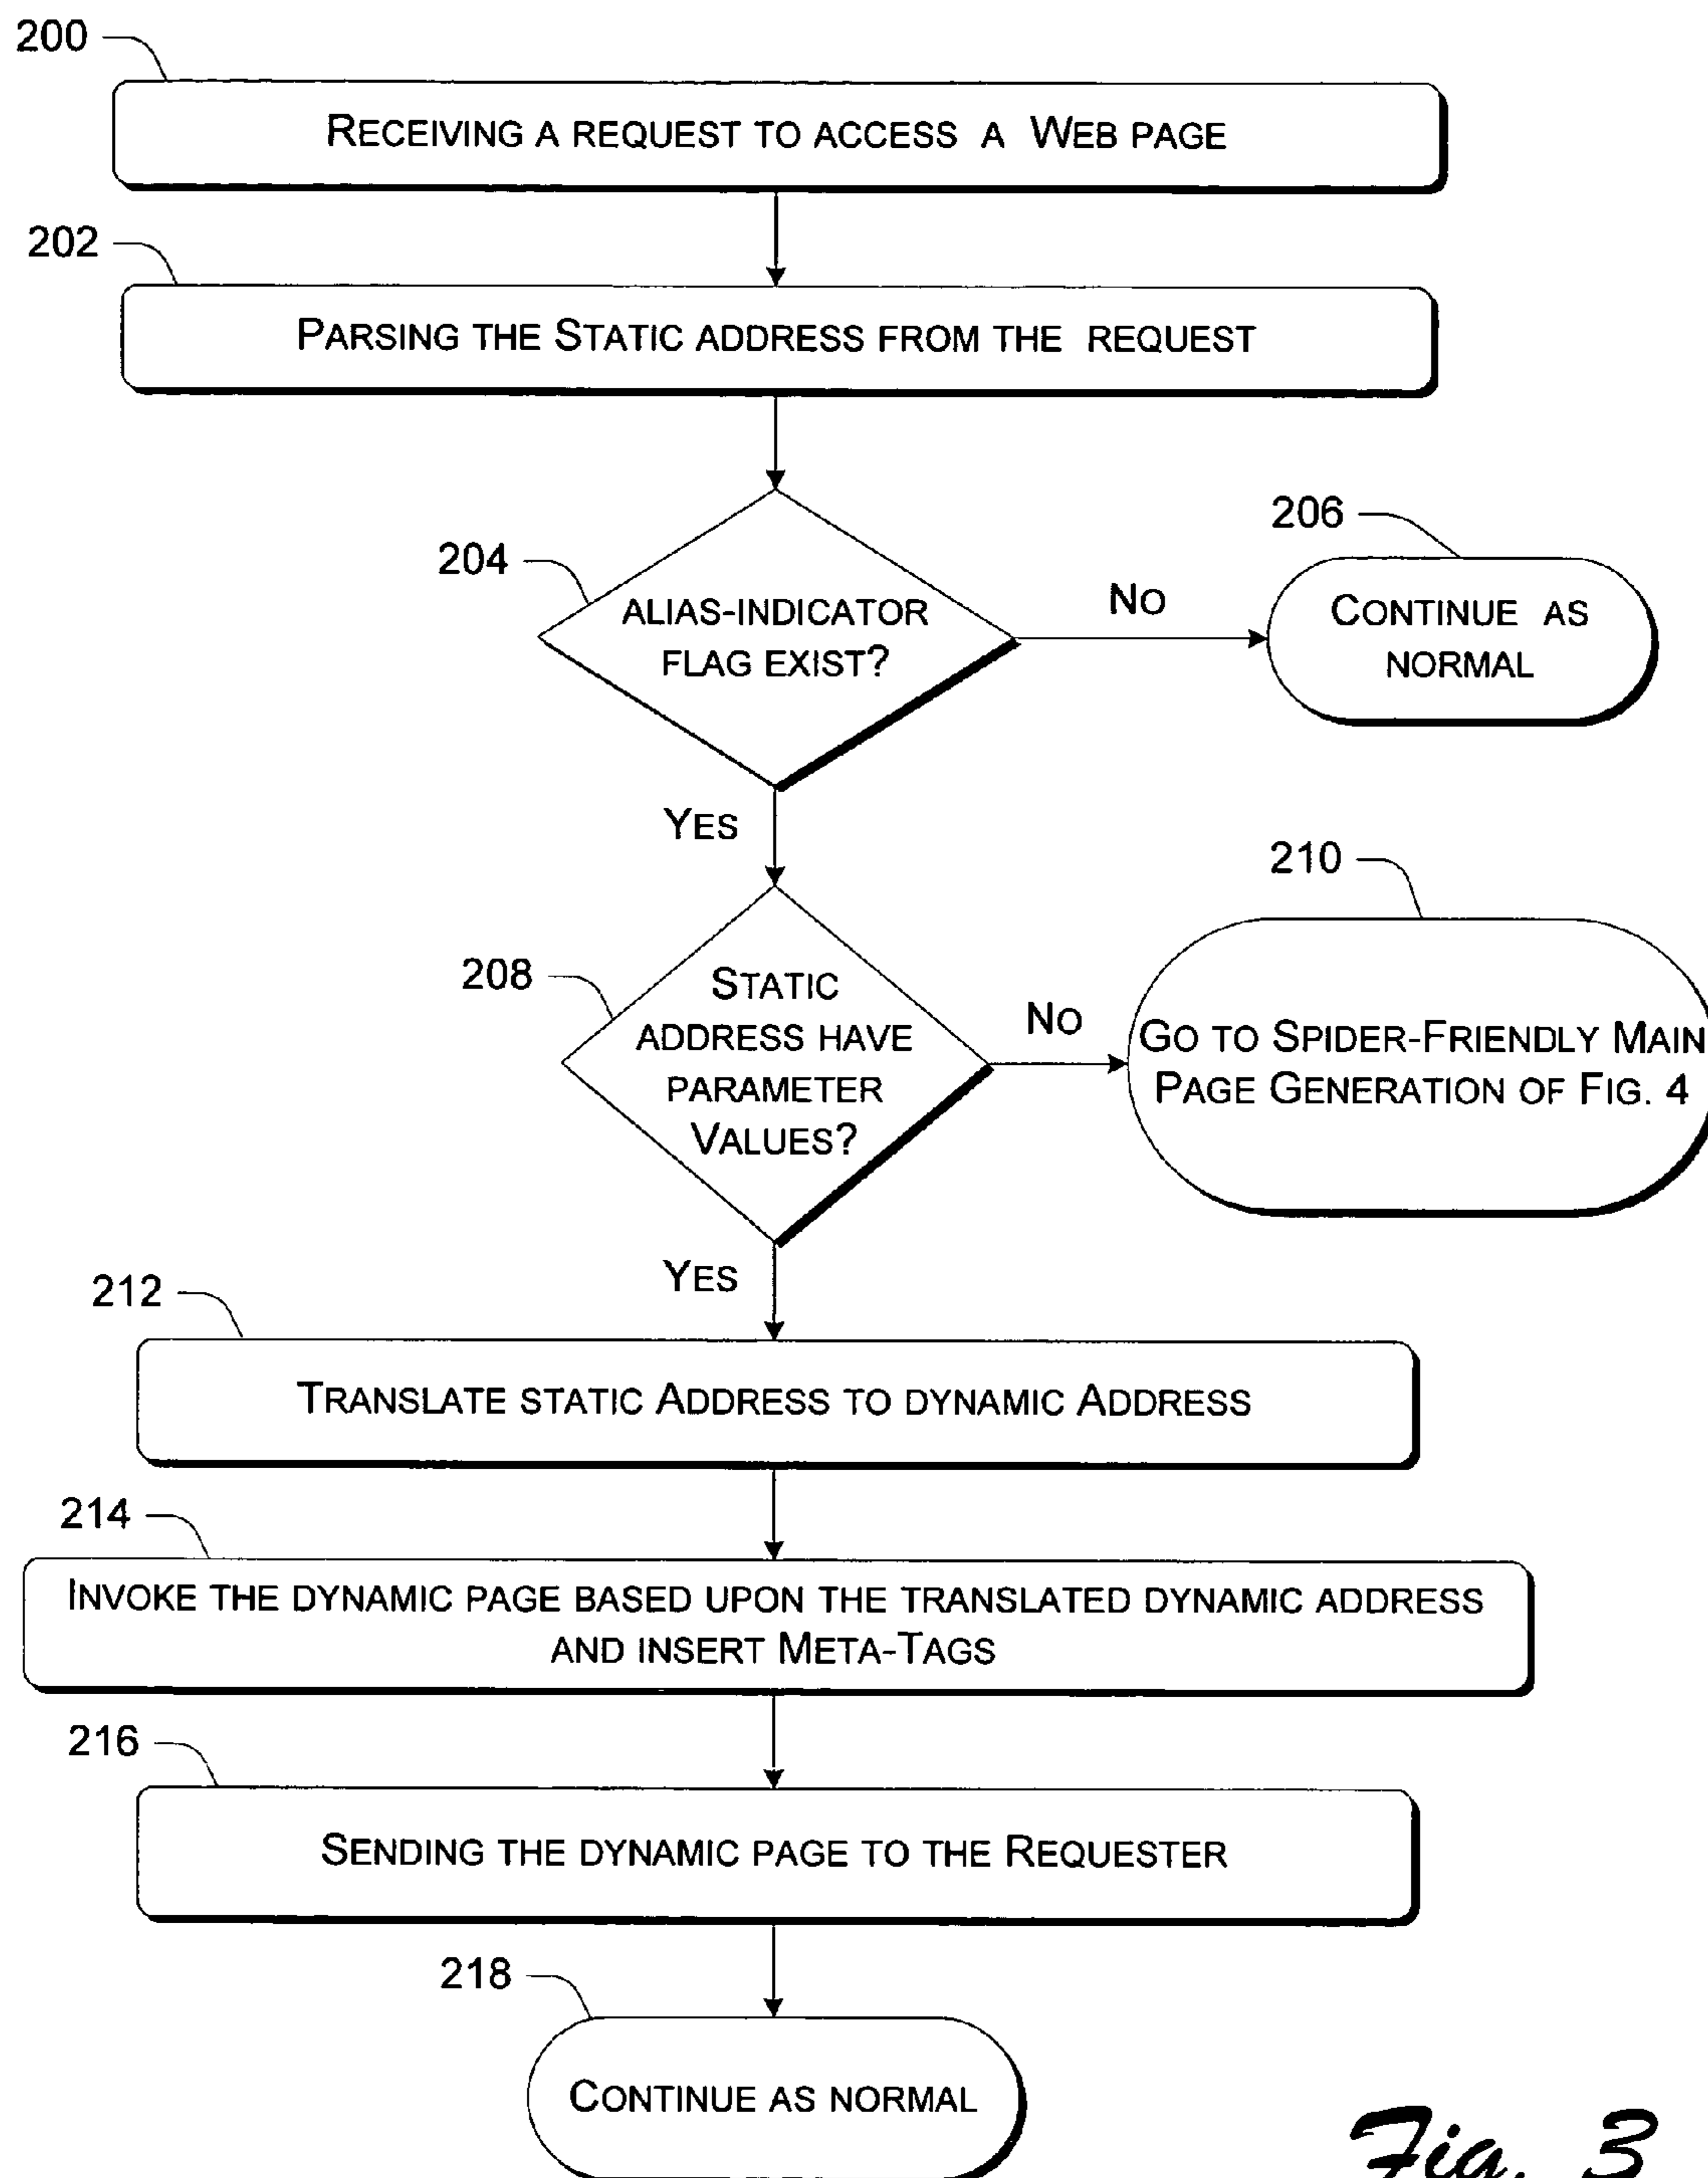 200
RECEIVING A REQUEST TO ACCESS A WEB PAGE
202
PARSING THE STATIC ADDRESS FROM THE REQUEST
204
ALIAS-INDICATOR
FLAG EXIST?
NO
206
CONTINUE AS
NORMAL
YES
208
STATIC
ADDRESS HAVE
PARAMETER
VALUES?
NO
210
GO TO SPIDER-FRIENDLY MAIN
PAGE GENERATION OF FIG. 4
YES
212
TRANSLATE STATIC ADDRESS TO DYNAMIC ADDRESS
214
INVOKE THE DYNAMIC PAGE BASED UPON THE TRANSLATED DYNAMIC ADDRESS
AND INSERT META-TAGS
216
SENDING THE DYNAMIC PAGE TO THE REQUESTER
218
CONTINUE AS NORMAL
Fig. 3